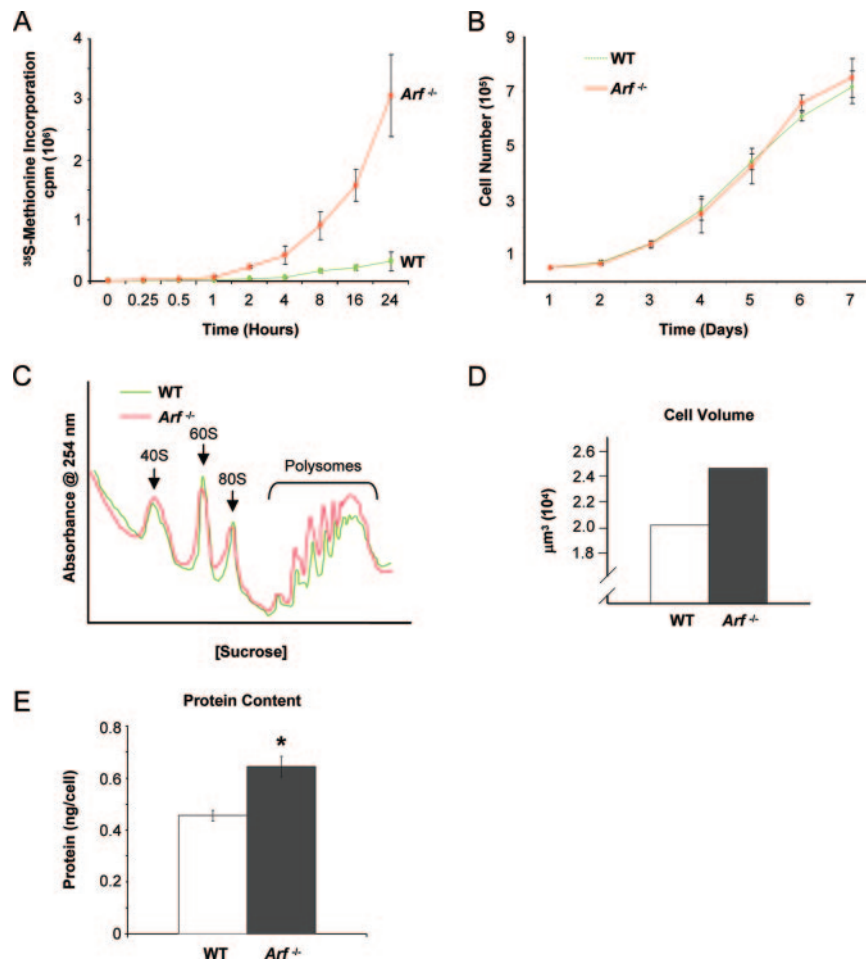 A
4
3
2
1
0
³⁵S-Methionine Incorporation
cpm (10⁶)
Arf -/-
WT
0 0.25 0.5 1 2 4 8 16 24
Time (Hours)
B
9
7
5
3
1
Cell Number (10⁵)
WT
Arf -/-
1 2 3 4 5 6 7
Time (Days)
C
WT
Arf -/-
40S
60S
80S
Polysomes
Absorbance @ 254 nm
[Sucrose]
D
Cell Volume
2.6
2.4
2.0
1.8
µm³ (10⁴)
WT Arf -/-
E
Protein Content
0.8
0.6
0.4
0.2
0
Protein (ng/cell)
*
WT Arf -/-